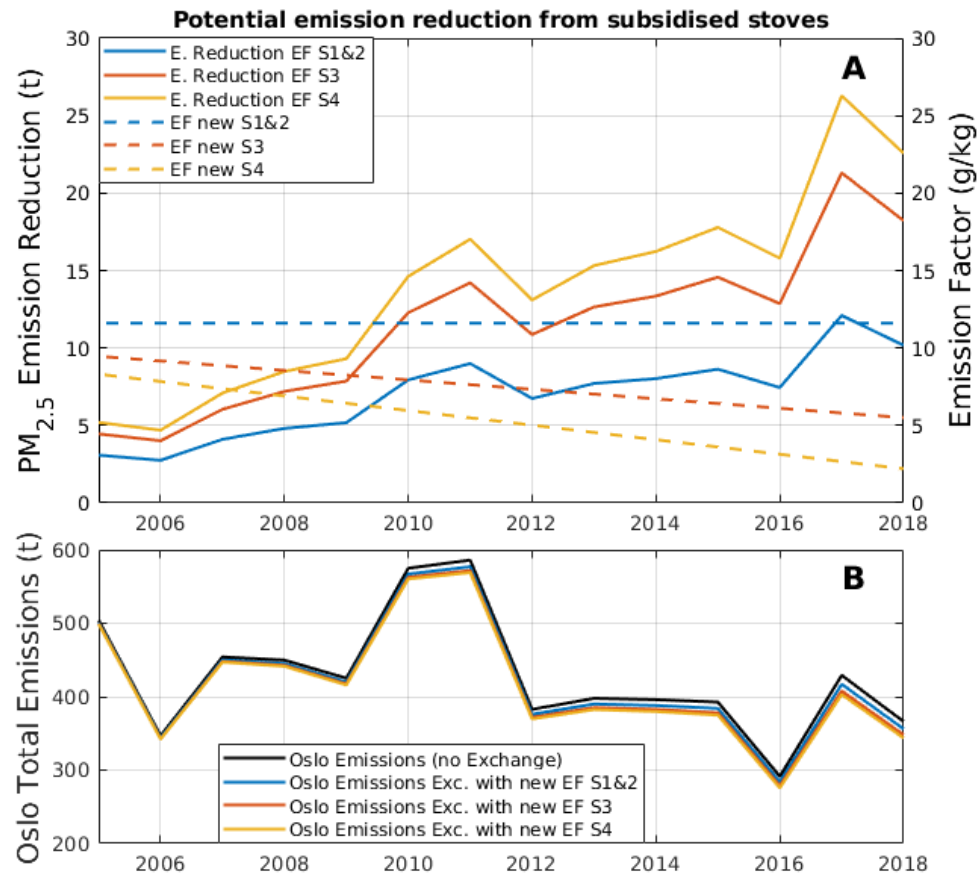 Potential emission reduction from subsidised stoves
A
PM2.5 Emission Reduction (t)
Emission Factor (g/kg)
30
25
20
15
10
5
0
30
25
20
15
10
5
0
E. Reduction EF S1&2
E. Reduction EF S3
E. Reduction EF S4
EF new S1&2
EF new S3
EF new S4
2006 2008 2010 2012 2014 2016 2018
B
Oslo Total Emissions (t)
600
500
400
300
200
Oslo Emissions (no Exchange)
Oslo Emissions Exc. with new EF S1&2
Oslo Emissions Exc. with new EF S3
Oslo Emissions Exc. with new EF S4
2006 2008 2010 2012 2014 2016 2018